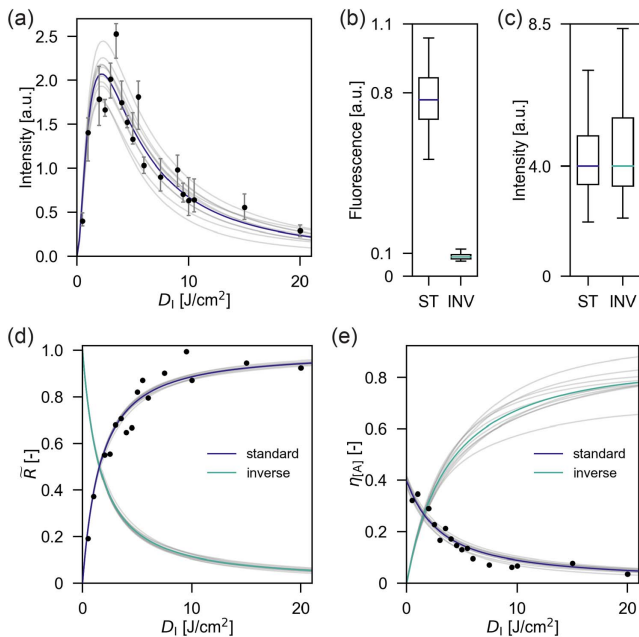 (a)
Intensity [a.u.]
2.5
2.0
1.5
1.0
0.5
0.0
0 10 20
D_I [J/cm²]
(b)
Fluorescence [a.u.]
1.1
0.8
0.1
0
ST INV
(c)
Intensity [a.u.]
8.5
4.0
0
ST INV
(d)
R̃ [-]
1.0
0.8
0.6
0.4
0.2
0
standard
inverse
0 10 20
D_I [J/cm²]
(e)
η_[A] [-]
0.8
0.6
0.4
0.2
0
standard
inverse
0 10 20
D_I [J/cm²]